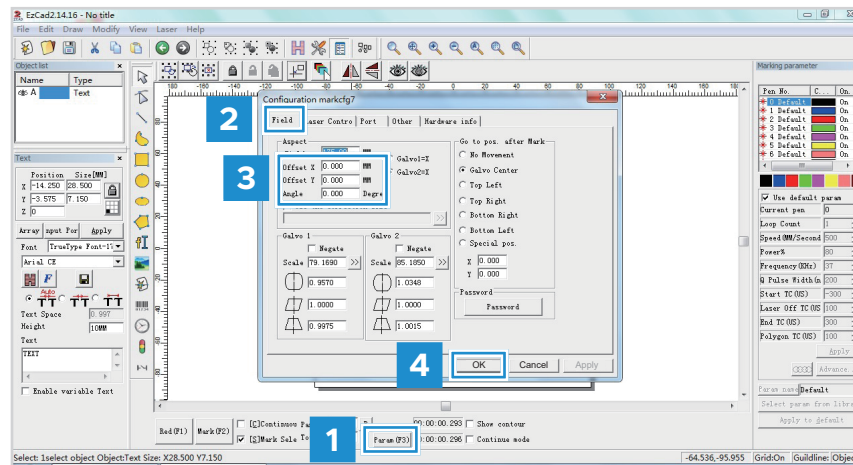 EzCad2.14.16 - No title
File Edit Draw Modify View Laser Help
Object list
Name Type
A Text
Text
Position Size[MM]
X -14.250 28.500
Y -3.575 7.150
Z 0
Array nput Por Apply
Font TrueType Font-1
Arial CE
F
Auto
TT TT TT
Text Space 0.997
Height 10MM
Text
TEXT
Enable variable Text
Configuration markcfg7
2
Field aser Contro Port Other Hardware info
3
Aspect
Offset X 0.000 MM
Offset Y 0.000 MM
Angle 0.000 Degre
Galvo1=X
Galvo2=X
Galvo 1
Negate
Scale 79.1690 >>
0.9570
1.0000
0.9975
Galvo 2
Negate
Scale 85.1850 >>
1.0348
1.0000
1.0015
Go to pos. after Mark
No Movement
Galvo Center
Top Left
Top Right
Bottom Right
Bottom Left
Special pos.
X 0.000
Y 0.000
Password
Password
4
OK Cancel Apply
Marking parameter
Pen No. C... On.
0 Default On
1 Default On
2 Default On
3 Default On
4 Default On
5 Default On
6 Default On
Use default param
Current pen 0
Loop Count 1
Speed(MM/Second 500
Power% 80
Frequency(KHz) 37
Q Pulse Width(n 200
Start TC(US) -300
Laser Off TC(US 100
End TC(US) 300
Polygon TC(US) 100
Apply
Advance..
Param name Default
Select param from libra
Apply to default
Red(F1) Mark(F2) [C]Continuous Pa 00:00:00.293 Show contour
[S]Mark Sele To 1 Param(F3) 00:00:00.296 Continue mode
Select: 1select object Object:Text Size: X28.500 Y7.150 -64.536,-95.955 Grid:On Guildline: Objec